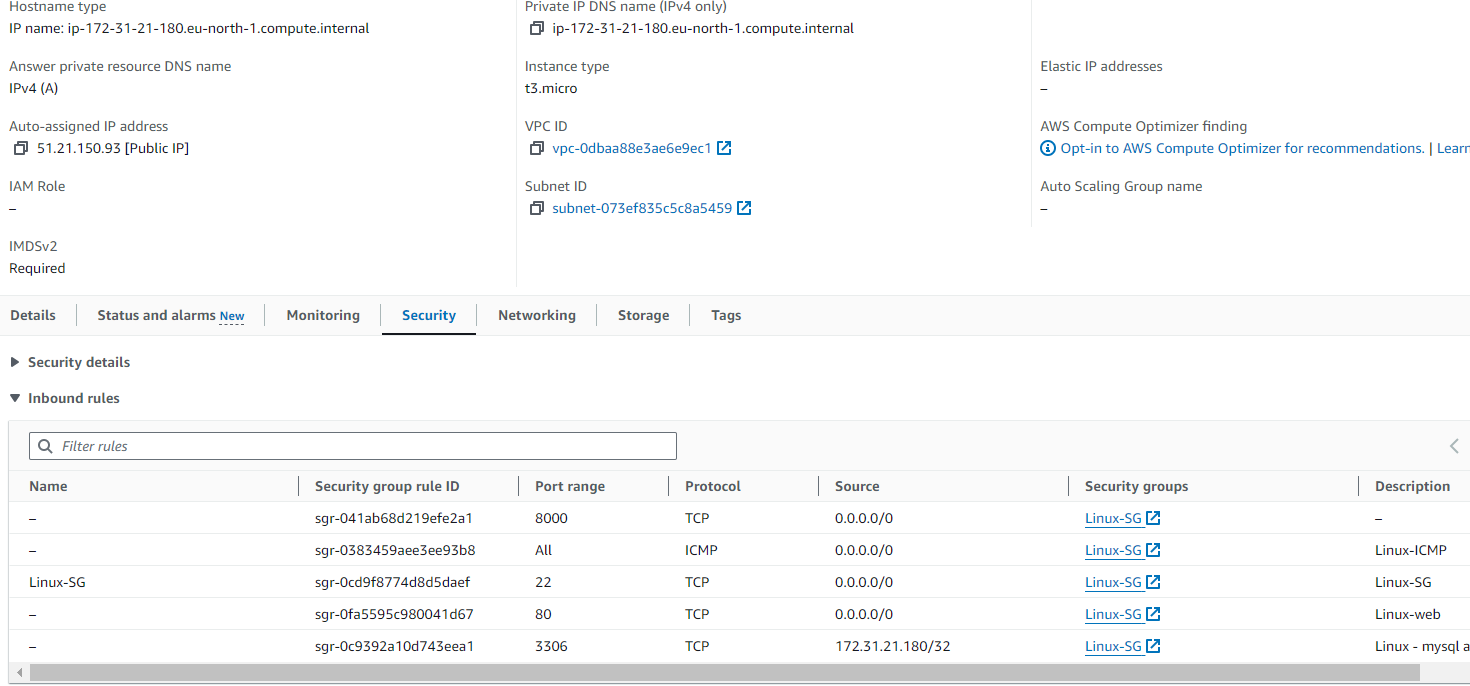 Hostname type
IP name: ip-172-31-21-180.eu-north-1.compute.internal
Private IP DNS name (IPv4 only)
ip-172-31-21-180.eu-north-1.compute.internal
Answer private resource DNS name
IPv4 (A)
Instance type
t3.micro
Elastic IP addresses
–
Auto-assigned IP address
51.21.150.93 [Public IP]
VPC ID
vpc-0dbaa88e3ae6e9ec1
AWS Compute Optimizer finding
Opt-in to AWS Compute Optimizer for recommendations. | Learn
IAM Role
–
Subnet ID
subnet-073ef835c5c8a5459
Auto Scaling Group name
–
IMDSv2
Required
Details Status and alarms New Monitoring Security Networking Storage Tags
Security details
Inbound rules
Filter rules
Name Security group rule ID Port range Protocol Source Security groups Description
– sgr-041ab68d219efe2a1 8000 TCP 0.0.0.0/0 Linux-SG –
– sgr-0383459aee3ee93b8 All ICMP 0.0.0.0/0 Linux-SG Linux-ICMP
Linux-SG sgr-0cd9f8774d8d5daef 22 TCP 0.0.0.0/0 Linux-SG Linux-SG
– sgr-0fa5595c980041d67 80 TCP 0.0.0.0/0 Linux-SG Linux-web
– sgr-0c9392a10d743eea1 3306 TCP 172.31.21.180/32 Linux-SG Linux - mysql a